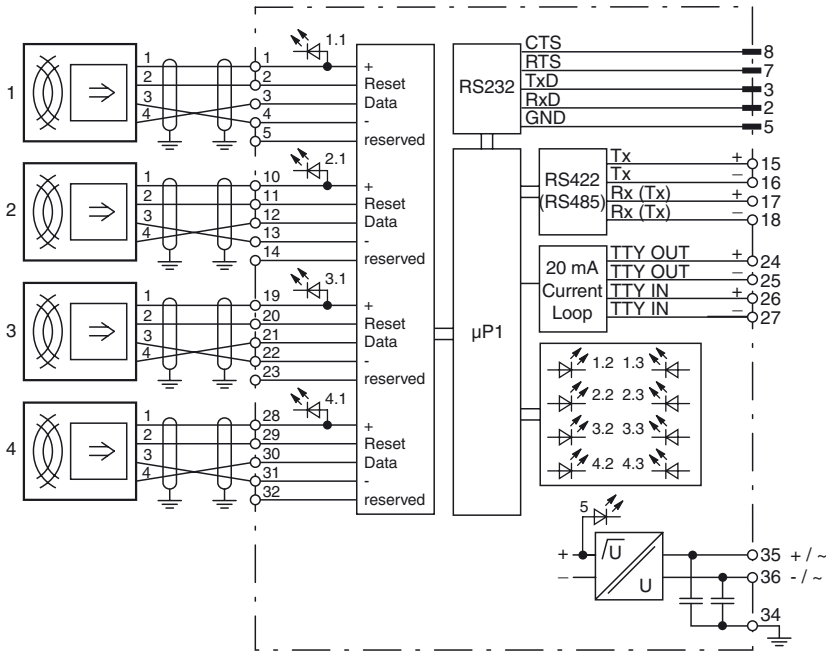 1
1
2
3
4
1
2
3
4
5
1.1
+
Reset
Data
-
reserved
2
1
2
3
4
10
11
12
13
14
2.1
+
Reset
Data
-
reserved
3
1
2
3
4
19
20
21
22
23
3.1
+
Reset
Data
-
reserved
4
1
2
3
4
28
29
30
31
32
4.1
+
Reset
Data
-
reserved
RS232
CTS 8
RTS 7
TxD 3
RxD 2
GND 5
µP1
RS422
(RS485)
Tx + 15
Tx – 16
Rx (Tx) + 17
Rx (Tx) – 18
20 mA
Current
Loop
TTY OUT + 24
TTY OUT – 25
TTY IN + 26
TTY IN – 27
1.2 1.3
2.2 2.3
3.2 3.3
4.2 4.3
5
+
–
√U
U
35 + / ~
36 - / ~
34